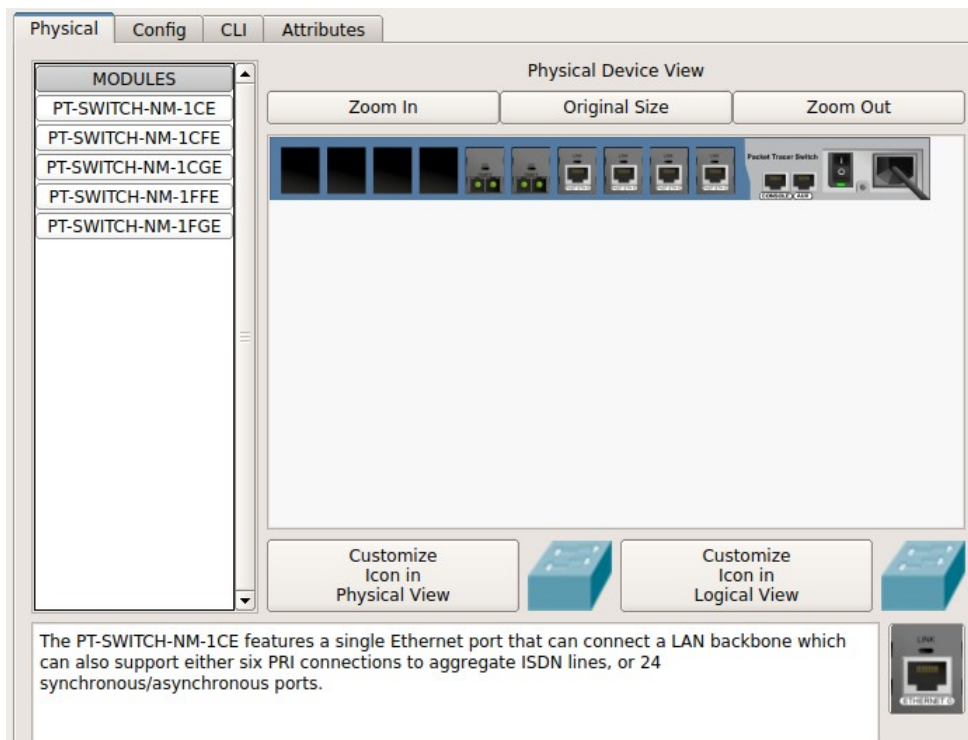 Physical
Config
CLI
Attributes
MODULES
PT-SWITCH-NM-1CE
PT-SWITCH-NM-1CFE
PT-SWITCH-NM-1CGE
PT-SWITCH-NM-1FFE
PT-SWITCH-NM-1FGE
Physical Device View
Zoom In
Original Size
Zoom Out
Packet Tracer Switch
CONSOLE
AUX
Customize
Icon in
Physical View
Customize
Icon in
Logical View
The PT-SWITCH-NM-1CE features a single Ethernet port that can connect a LAN backbone which
can also support either six PRI connections to aggregate ISDN lines, or 24
synchronous/asynchronous ports.
LINK
ETHERNET 0